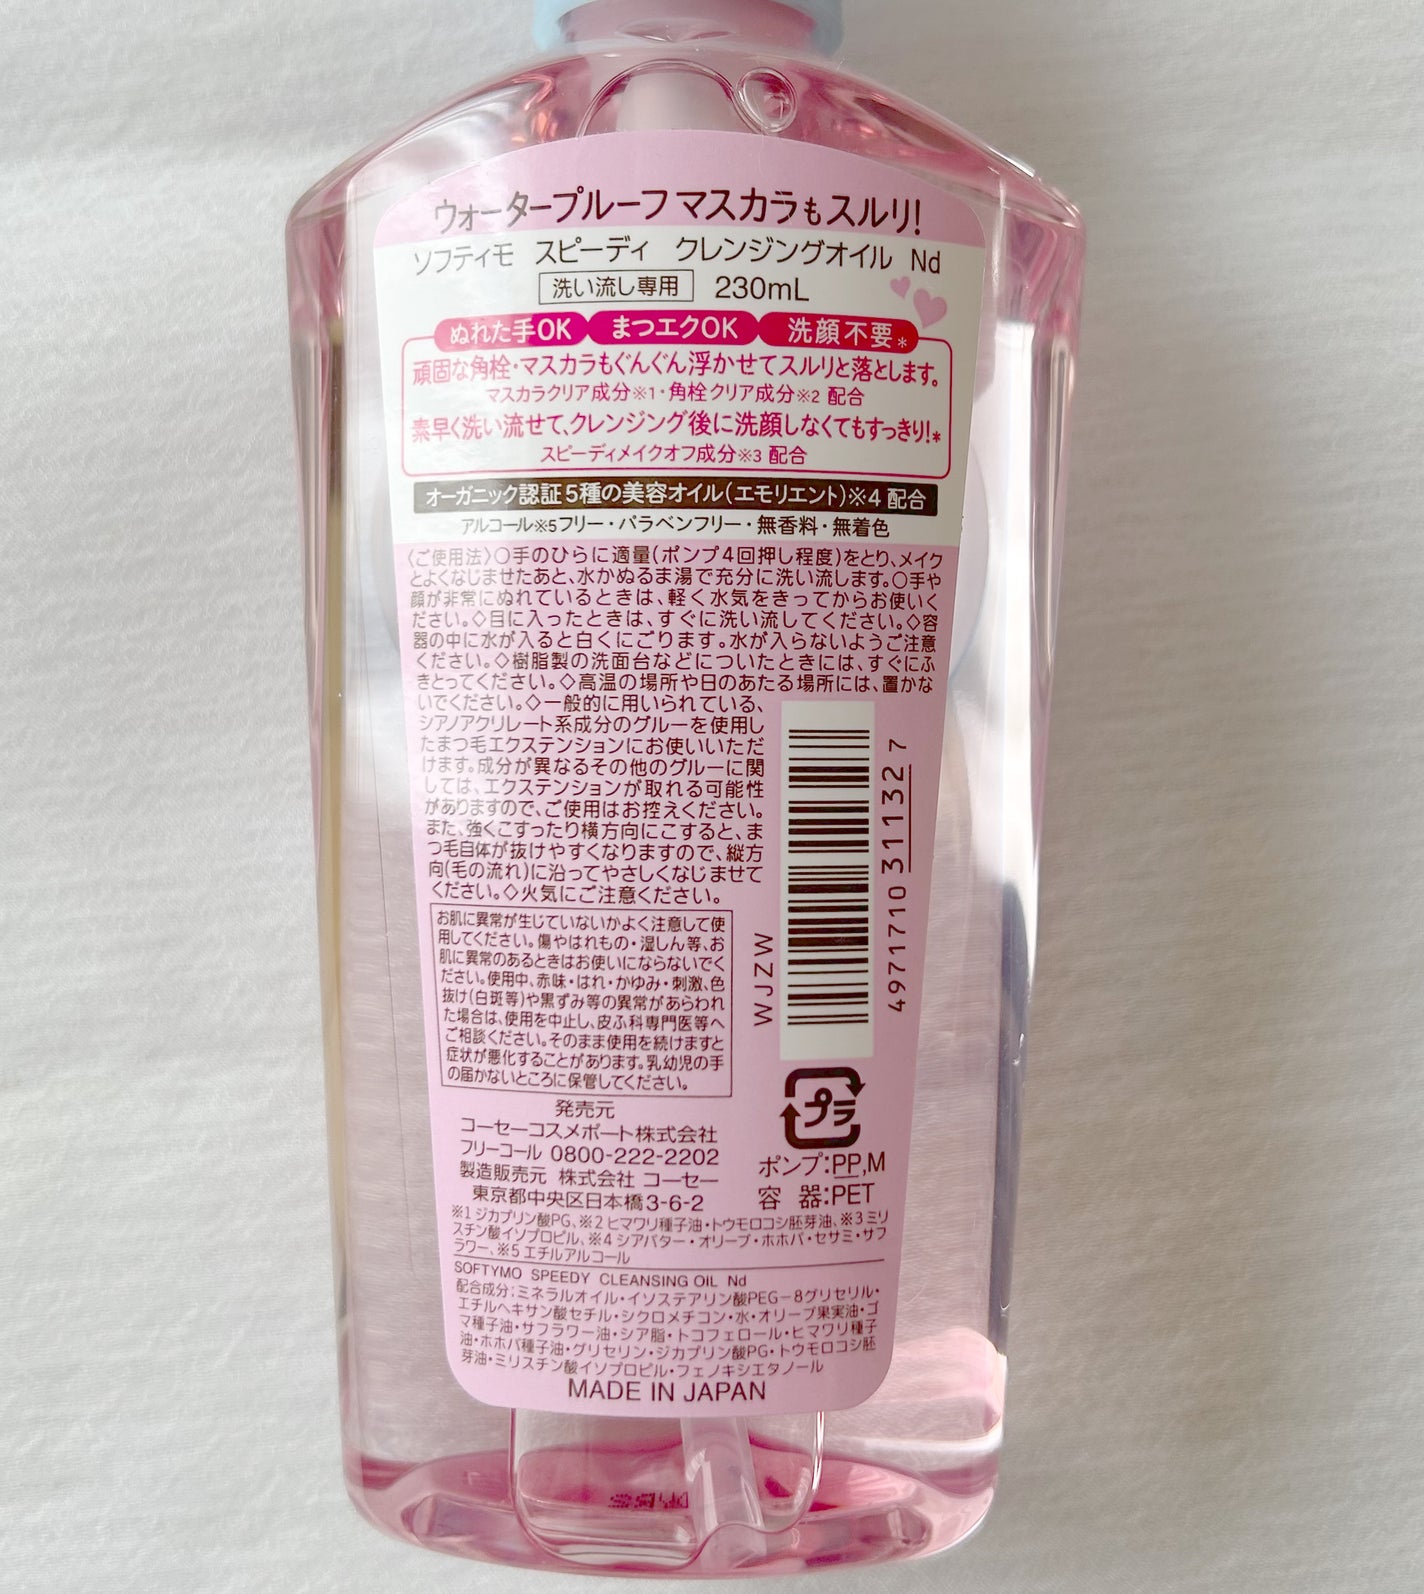 ウォータープルーフマスカラもスルリ!
ソフティモ スピーディ クレンジングオイル Nd
洗い流し専用 230mL
ぬれた手OK まつエクOK 洗顔不要*
頑固な角栓・マスカラもぐんぐん浮かせてスルリと落とします。
マスカラクリア成分※1・角栓クリア成分※2 配合
素早く洗い流せて、クレンジング後に洗顔しなくてもすっきり!*
スピーディメイクオフ成分※3 配合
オーガニック認証5種の美容オイル(エモリエント)※4 配合
アルコール※5フリー・パラベンフリー・無香料・無着色
〈ご使用法〉〇手のひらに適量(ポンプ4回押し程度)をとり、メイク
とよくなじませたあと、水かぬるま湯で充分に洗い流します。〇手や
顔が非常にぬれているときは、軽く水気をきってからお使いく
ださい。◇目に入ったときは、すぐに洗い流してください。◇容
器の中に水が入ると白くにごります。水が入らないようご注意
ください。◇樹脂製の洗面台などについたときには、すぐにふ
きとってください。◇高温の場所や日のあたる場所には、置かな
いでください。◇一般的に用いられている、
シアノアクリレート系成分のグルーを使用し
たまつ毛エクステンションにお使いいただ
けます。成分が異なるその他のグルーに関
しては、エクステンションが取れる可能性
がありますので、ご使用はお控えください。
また、強くこすったり横方向にこすると、ま
つ毛自体が抜けやすくなりますので、縦方
向(毛の流れ)に沿ってやさしくなじませて
ください。◇火気にご注意ください。
お肌に異常が生じていないかよく注意して使
用してください。傷やはれもの・湿しん等、お
肌に異常のあるときはお使いにならないでく
ださい。使用中、赤味・はれ・かゆみ・刺激、色
抜け(白斑等)や黒ずみ等の異常があらわれ
た場合は、使用を中止し、皮ふ科専門医等へ
ご相談ください。そのまま使用を続けますと
症状が悪化することがあります。乳幼児の手
の届かないところに保管してください。
WJZW
4971710 311327
発売元
コーセーコスメポート株式会社
フリーコール 0800-222-2202
製造販売元 株式会社 コーセー
東京都中央区日本橋3-6-2
プラ
ポンプ:PP,M
容 器:PET
※1 ジカプリン酸PG、※2 ヒマワリ種子油・トウモロコシ胚芽油、※3 ミリ
スチン酸イソプロピル、※4 シアバター・オリーブ・ホホバ・セサミ・サフ
ラワー、※5 エチルアルコール
SOFTYMO SPEEDY CLEANSING OIL Nd
配合成分:ミネラルオイル・イソステアリン酸PEG-8グリセリル・
エチルヘキサン酸セチル・シクロメチコン・水・オリーブ果実油・ゴ
マ種子油・サフラワー油・シア脂・トコフェロール・ヒマワリ種子
油・ホホバ種子油・グリセリン・ジカプリン酸PG・トウモロコシ胚
芽油・ミリスチン酸イソプロピル・フェノキシエタノール
MADE IN JAPAN